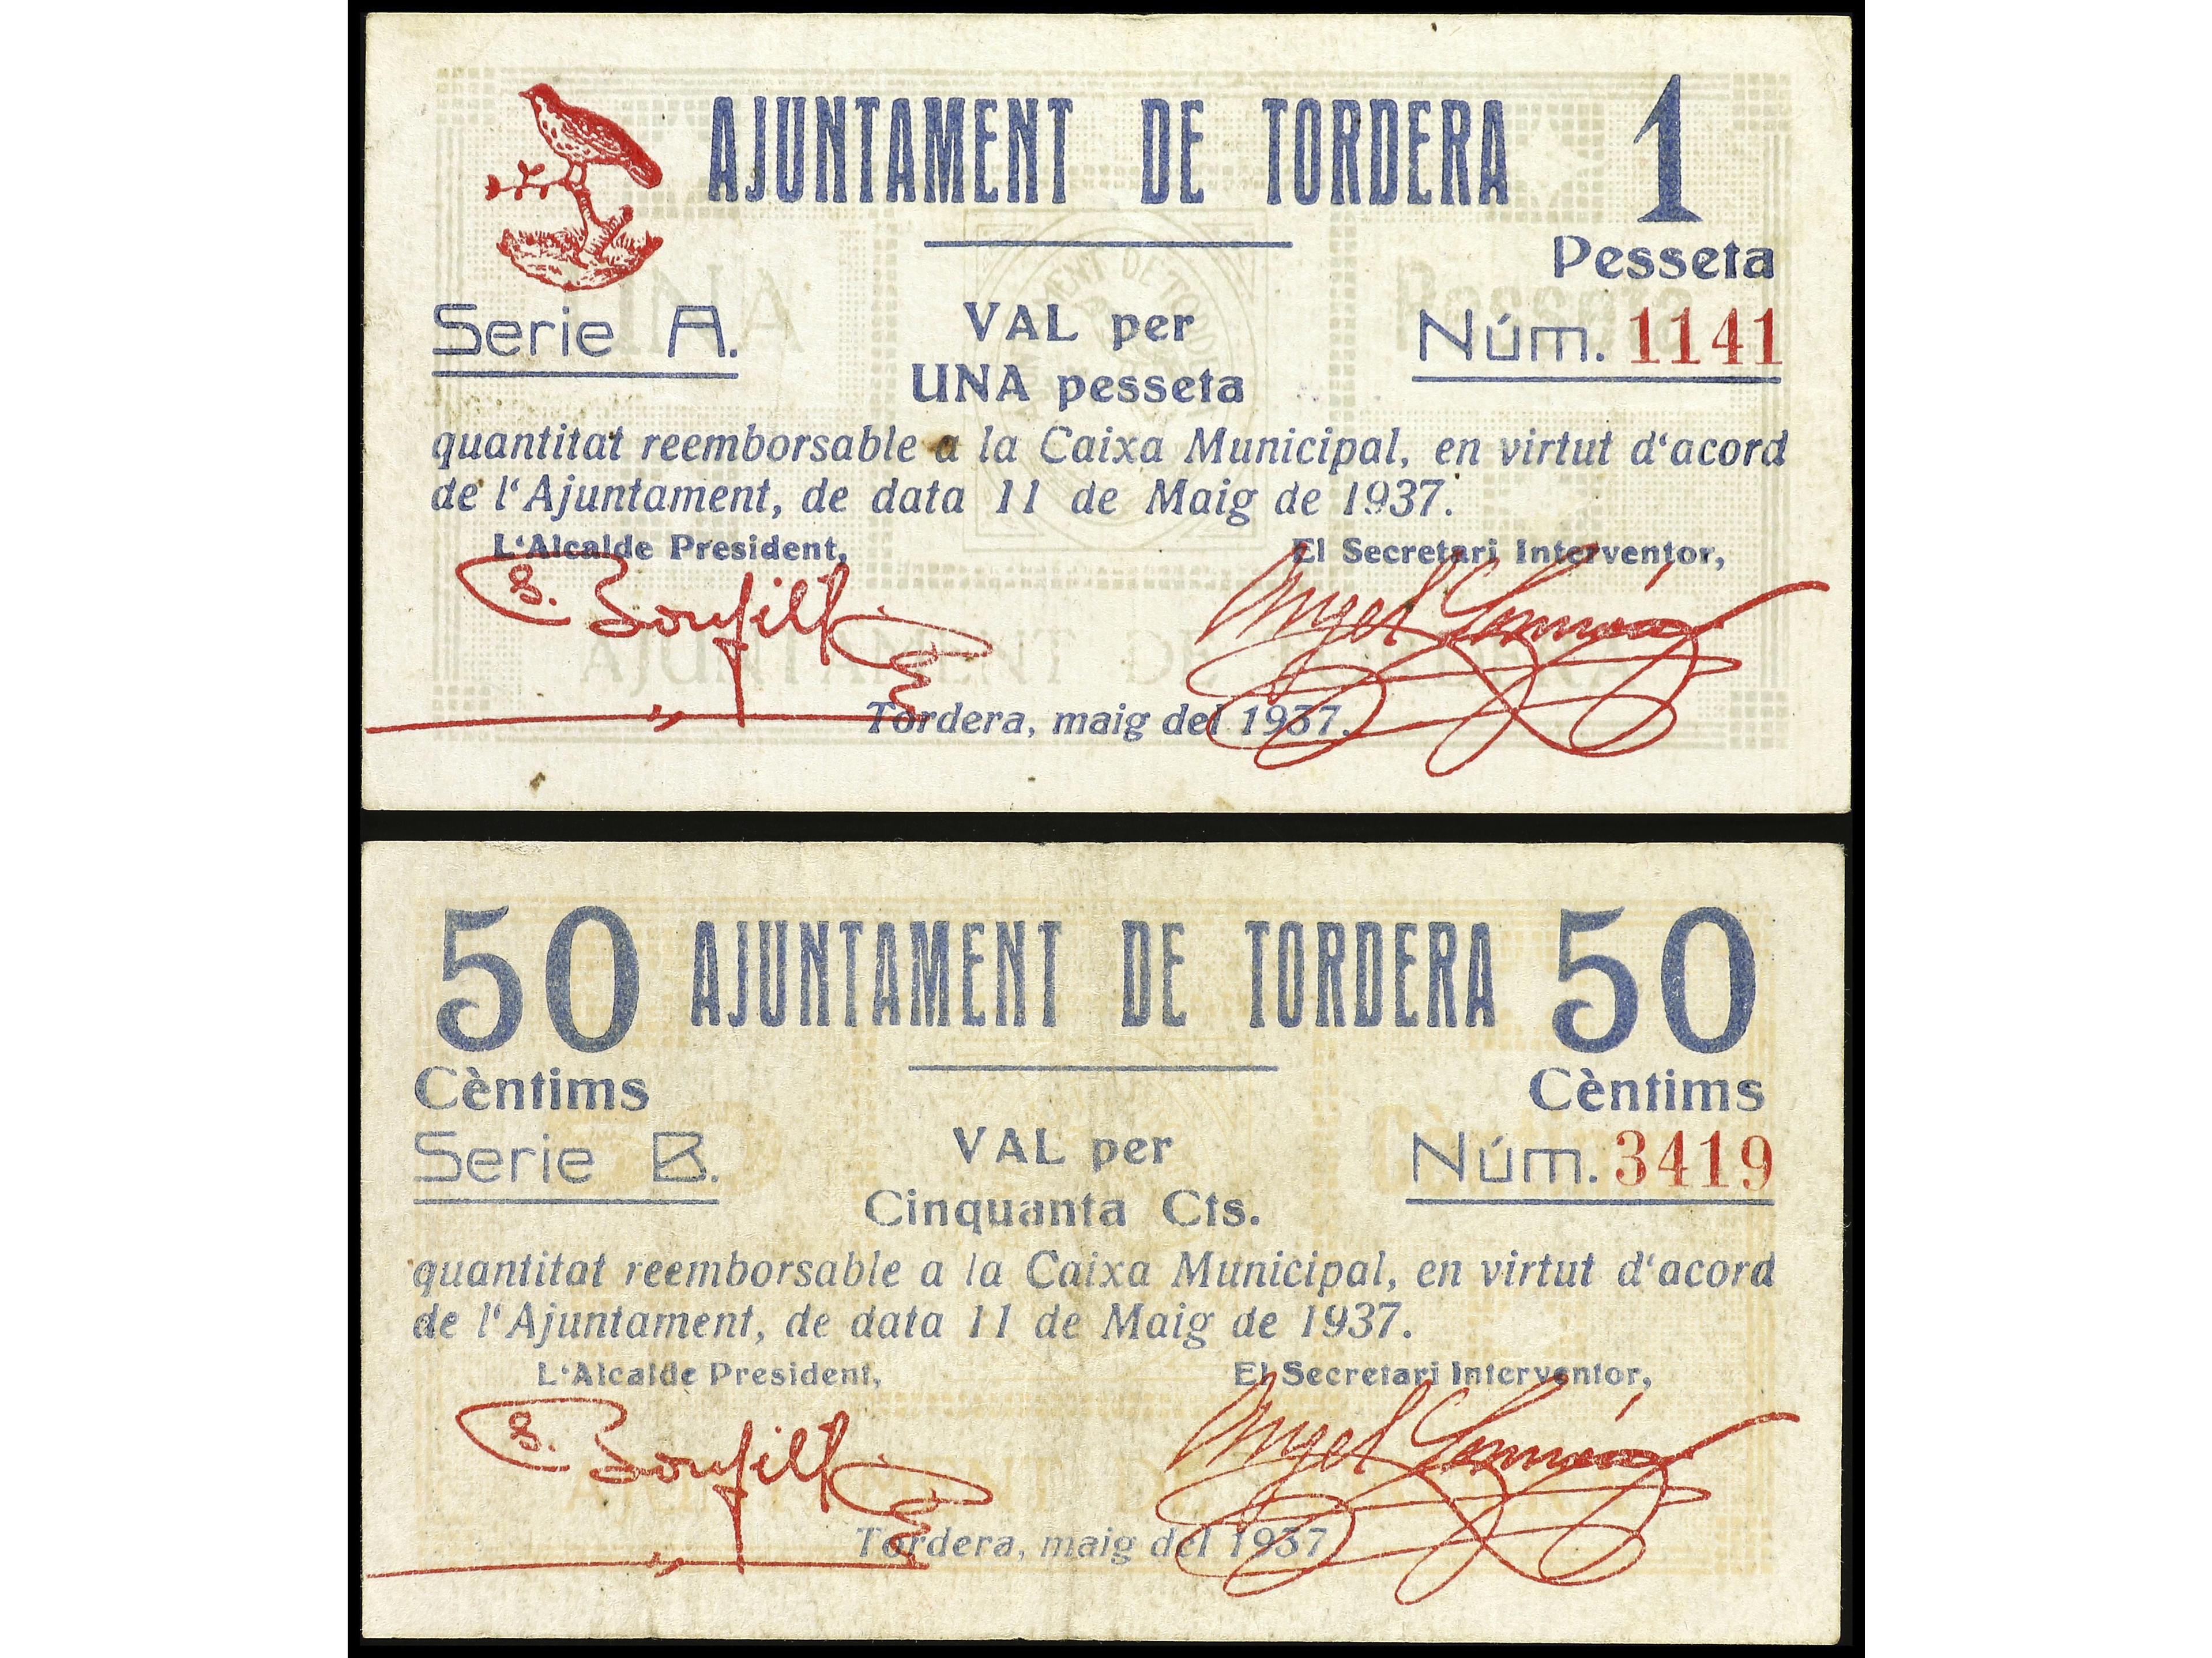 AJUNTAMENT DE TORDERA
1
Pesseta
Serie A.
VAL per
Núm. 1141
UNA pesseta
quantitat reemborsable a la Caixa Municipal, en virtut d‘acord
de l‘Ajuntament, de data 11 de Maig de 1937.
L‘Alcalde President,
El Secretari Interventor,
Tordera, maig del 1937.
50
AJUNTAMENT DE TORDERA
50
Cèntims
Cèntims
Serie B.
VAL per
Núm. 3419
Cinquanta Cts.
quantitat reemborsable a la Caixa Municipal, en virtut d‘acord
de l‘Ajuntament, de data 11 de Maig de 1937.
L‘Alcalde President,
El Secretari Interventor,
Tordera, maig del 1937